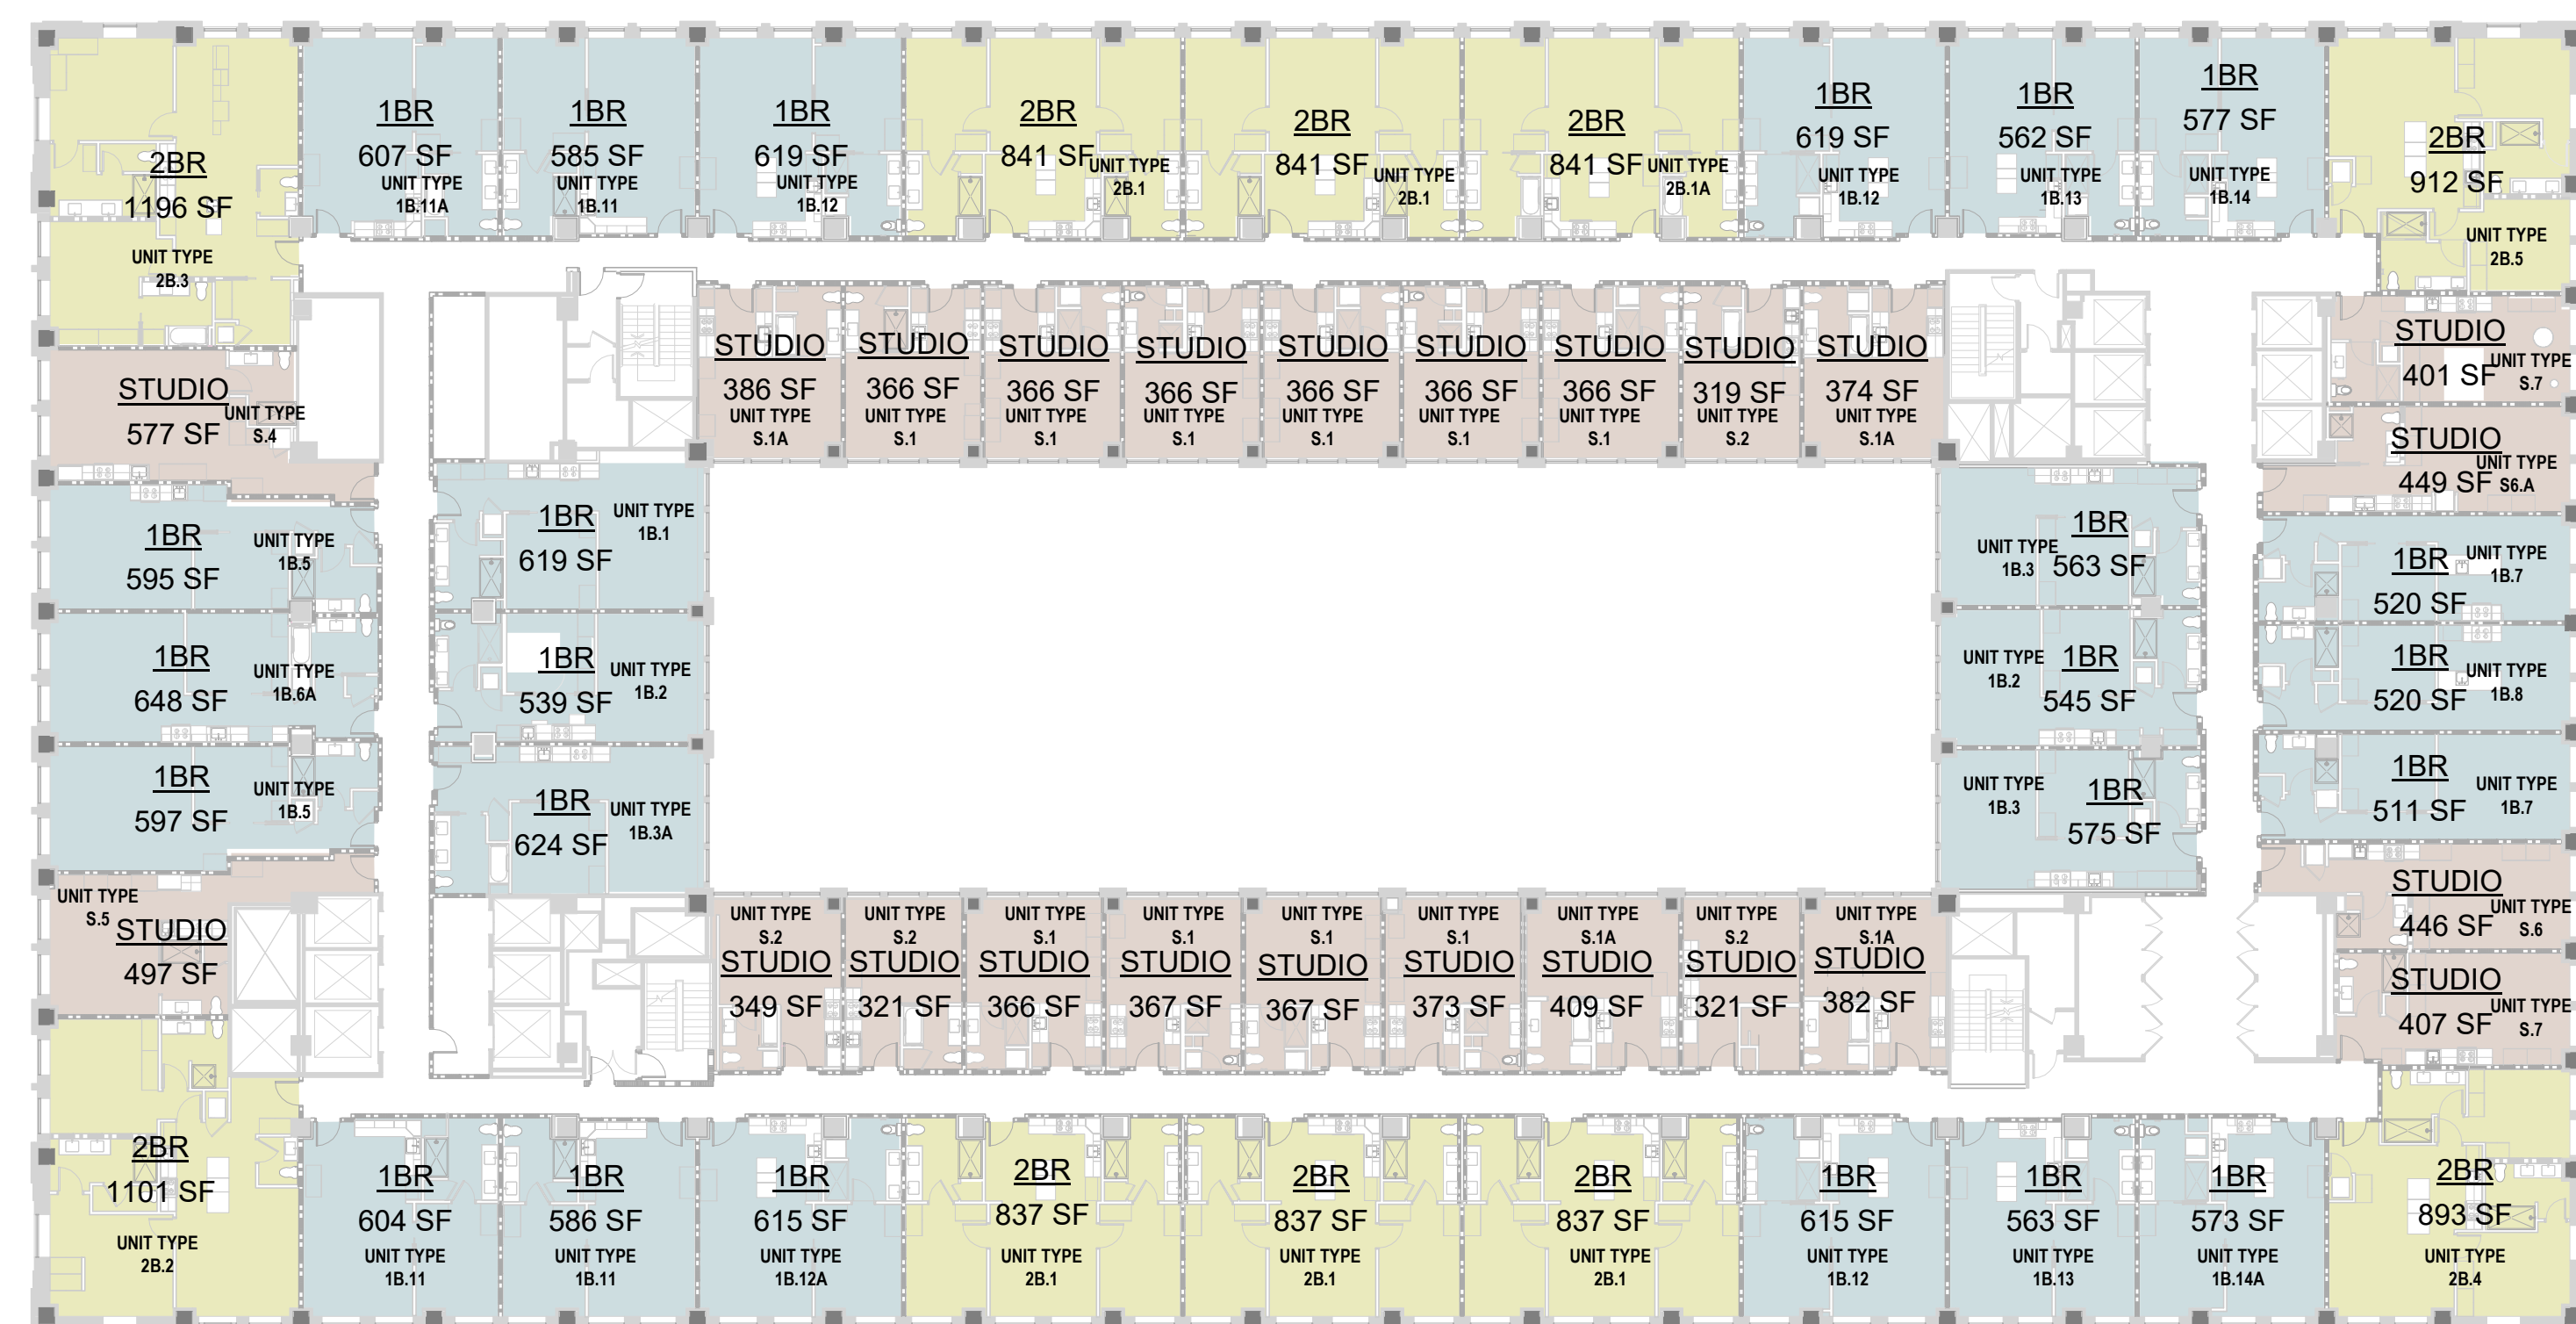 1BR
607 SF
UNIT TYPE
1B.11A
1BR
585 SF
UNIT TYPE
1B.11
1BR
619 SF
UNIT TYPE
1B.12
2BR
841 SF
UNIT TYPE
2B.1
2BR
841 SF
UNIT TYPE
2B.1
2BR
841 SF
UNIT TYPE
2B.1A
1BR
619 SF
UNIT TYPE
1B.12
1BR
562 SF
UNIT TYPE
1B.13
1BR
577 SF
UNIT TYPE
1B.14
2BR
912 SF
UNIT TYPE
2B.5
2BR
1196 SF
UNIT TYPE
2B.3
STUDIO
577 SF
UNIT TYPE
S.4
STUDIO
386 SF
UNIT TYPE
S.1A
STUDIO
366 SF
UNIT TYPE
S.1
STUDIO
366 SF
UNIT TYPE
S.1
STUDIO
366 SF
UNIT TYPE
S.1
STUDIO
366 SF
UNIT TYPE
S.1
STUDIO
366 SF
UNIT TYPE
S.1
STUDIO
366 SF
UNIT TYPE
S.1
STUDIO
319 SF
UNIT TYPE
S.2
STUDIO
374 SF
UNIT TYPE
S.1A
STUDIO
401 SF
UNIT TYPE
S.7
STUDIO
449 SF
UNIT TYPE
S6.A
1BR
595 SF
UNIT TYPE
1B.5
1BR
619 SF
UNIT TYPE
1B.1
1BR
563 SF
UNIT TYPE
1B.3
1BR
520 SF
UNIT TYPE
1B.7
1BR
648 SF
UNIT TYPE
1B.6A
1BR
539 SF
UNIT TYPE
1B.2
1BR
545 SF
UNIT TYPE
1B.2
1BR
520 SF
UNIT TYPE
1B.8
1BR
597 SF
UNIT TYPE
1B.5
1BR
624 SF
UNIT TYPE
1B.3A
1BR
575 SF
UNIT TYPE
1B.3
1BR
511 SF
UNIT TYPE
1B.7
UNIT TYPE
S.5
STUDIO
497 SF
UNIT TYPE
S.2
STUDIO
349 SF
UNIT TYPE
S.2
STUDIO
321 SF
UNIT TYPE
S.1
STUDIO
366 SF
UNIT TYPE
S.1
STUDIO
367 SF
UNIT TYPE
S.1
STUDIO
367 SF
UNIT TYPE
S.1
STUDIO
373 SF
UNIT TYPE
S.1A
STUDIO
409 SF
UNIT TYPE
S.2
STUDIO
321 SF
UNIT TYPE
S.1A
STUDIO
382 SF
STUDIO
446 SF
UNIT TYPE
S.6
STUDIO
407 SF
UNIT TYPE
S.7
2BR
1101 SF
UNIT TYPE
2B.2
1BR
604 SF
UNIT TYPE
1B.11
1BR
586 SF
UNIT TYPE
1B.11
1BR
615 SF
UNIT TYPE
1B.12A
2BR
837 SF
UNIT TYPE
2B.1
2BR
837 SF
UNIT TYPE
2B.1
2BR
837 SF
UNIT TYPE
2B.1
1BR
615 SF
UNIT TYPE
1B.12
1BR
563 SF
UNIT TYPE
1B.13
1BR
573 SF
UNIT TYPE
1B.14A
2BR
893 SF
UNIT TYPE
2B.4